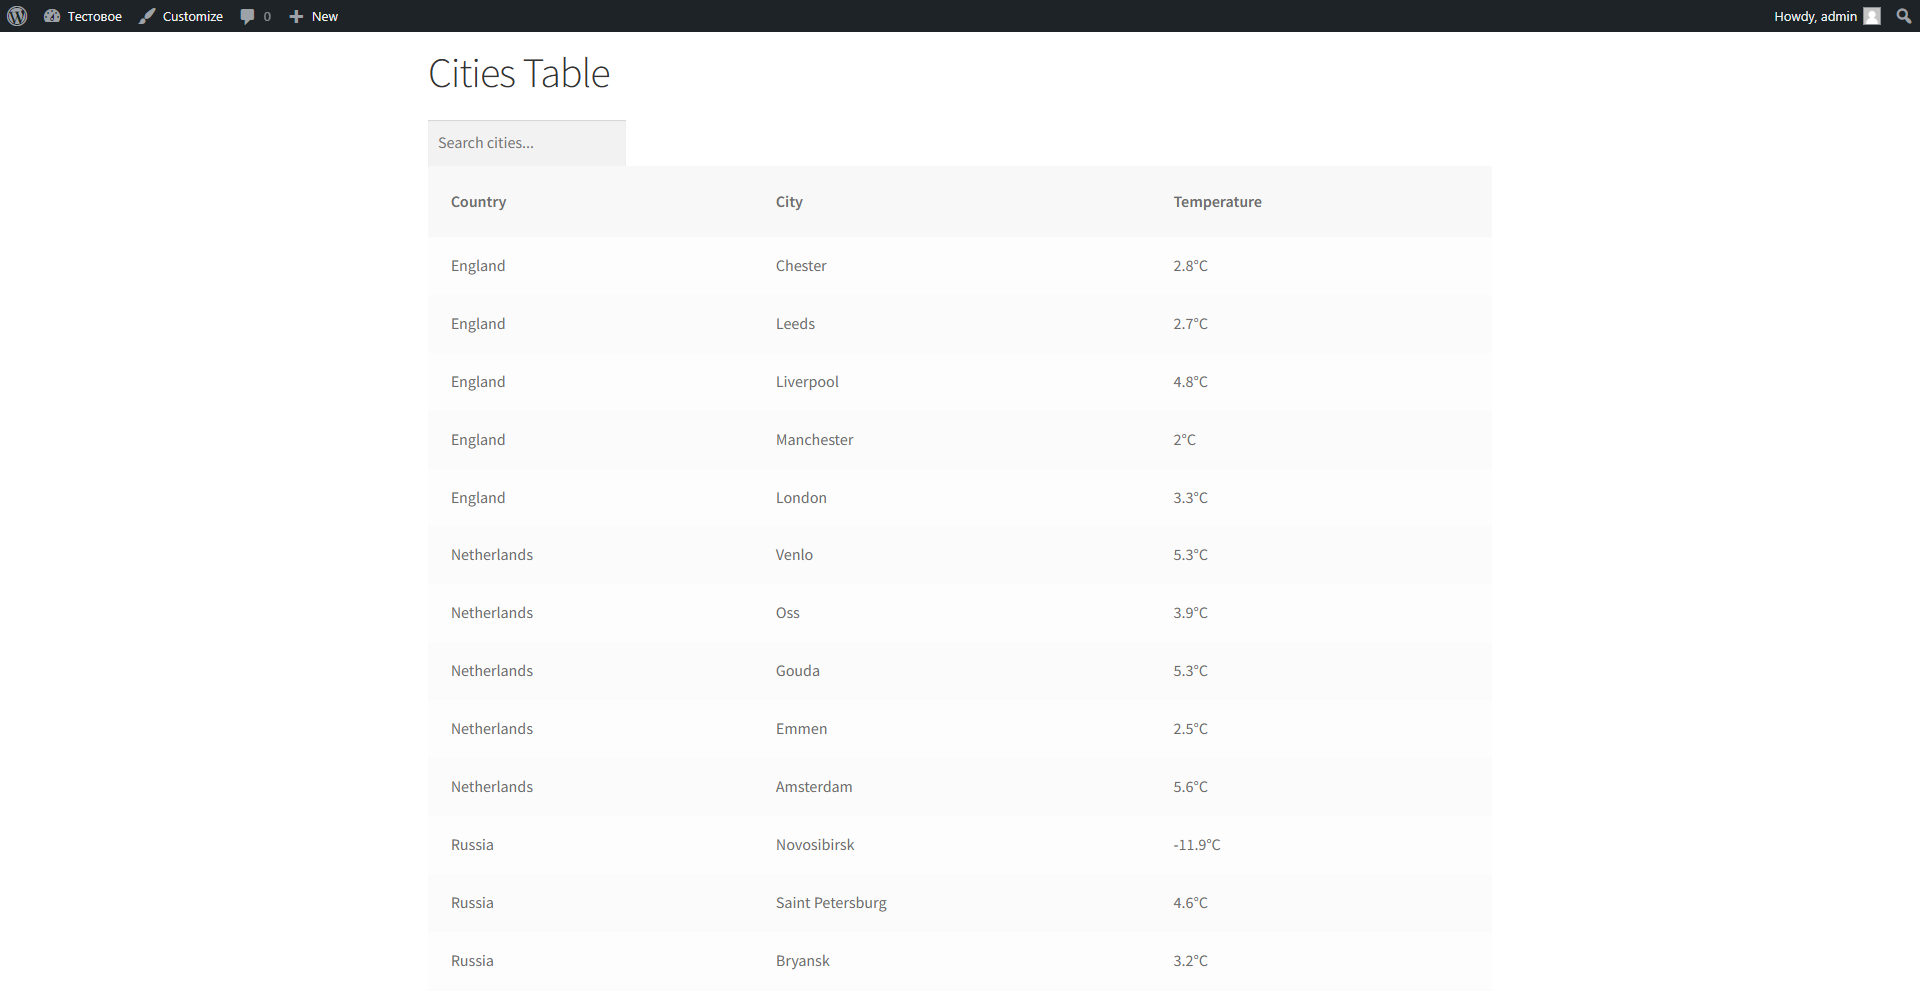 Тестовое Customize 0 New Howdy, admin
Cities Table
Search cities...
Country City Temperature
England Chester 2.8°C
England Leeds 2.7°C
England Liverpool 4.8°C
England Manchester 2°C
England London 3.3°C
Netherlands Venlo 5.3°C
Netherlands Oss 3.9°C
Netherlands Gouda 5.3°C
Netherlands Emmen 2.5°C
Netherlands Amsterdam 5.6°C
Russia Novosibirsk -11.9°C
Russia Saint Petersburg 4.6°C
Russia Bryansk 3.2°C